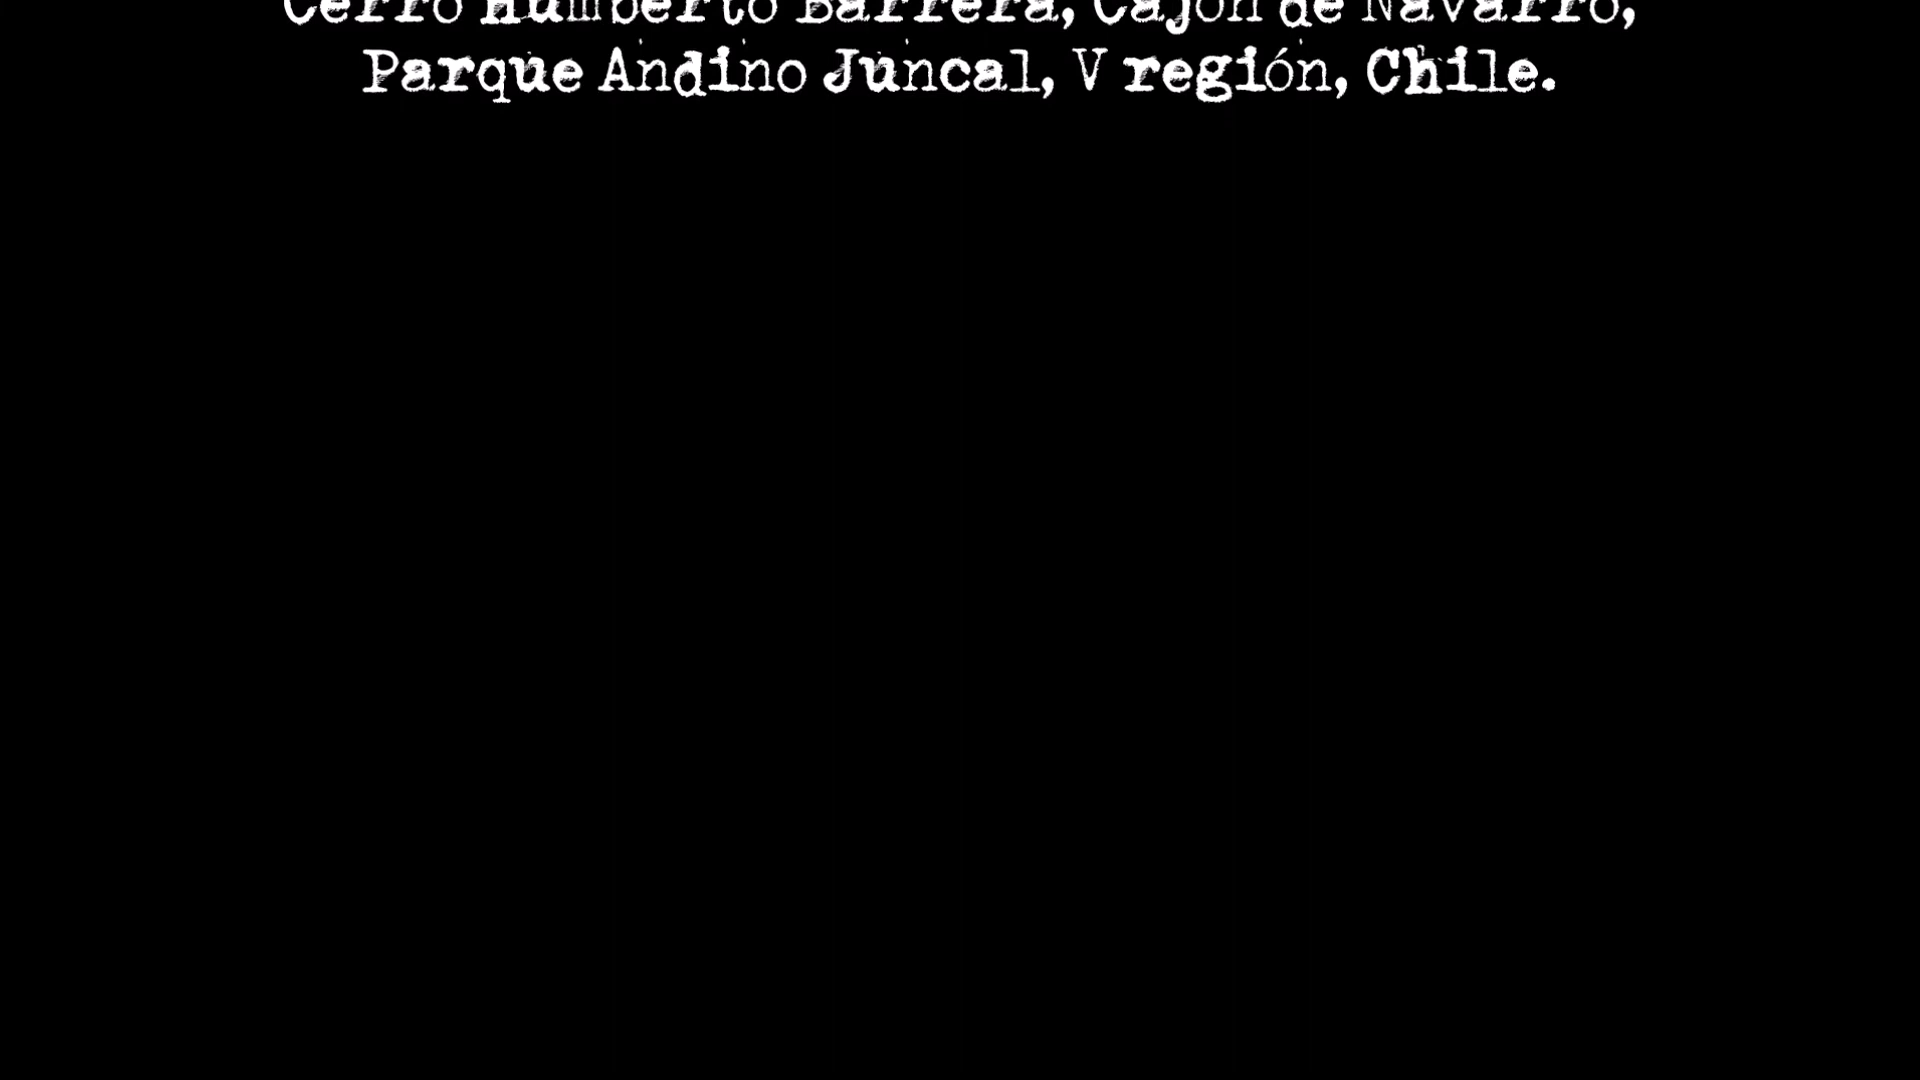 Cerro Humberto Barrera, Cajón de Navarro,
Parque Andino Juncal, V región, Chile.